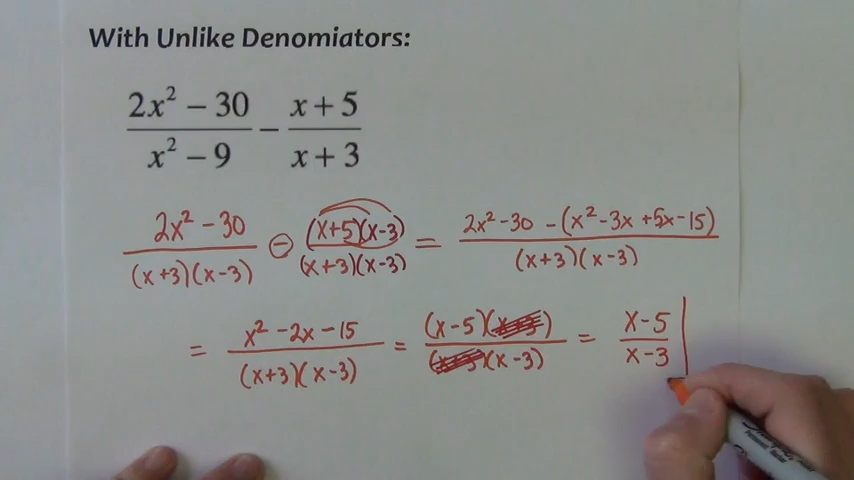 With Unlike Denomiators:
2x² − 30 / x² − 9 − x + 5 / x + 3
2x² − 30 / (x+3)(x−3) ⊖ (x+5)(x−3) / (x+3)(x−3) = 2x² − 30 − (x² − 3x + 5x − 15) / (x+3)(x−3)
= x² − 2x − 15 / (x+3)(x−3) = (x−5)(x+3) / (x+3)(x−3) = x−5 / x−3